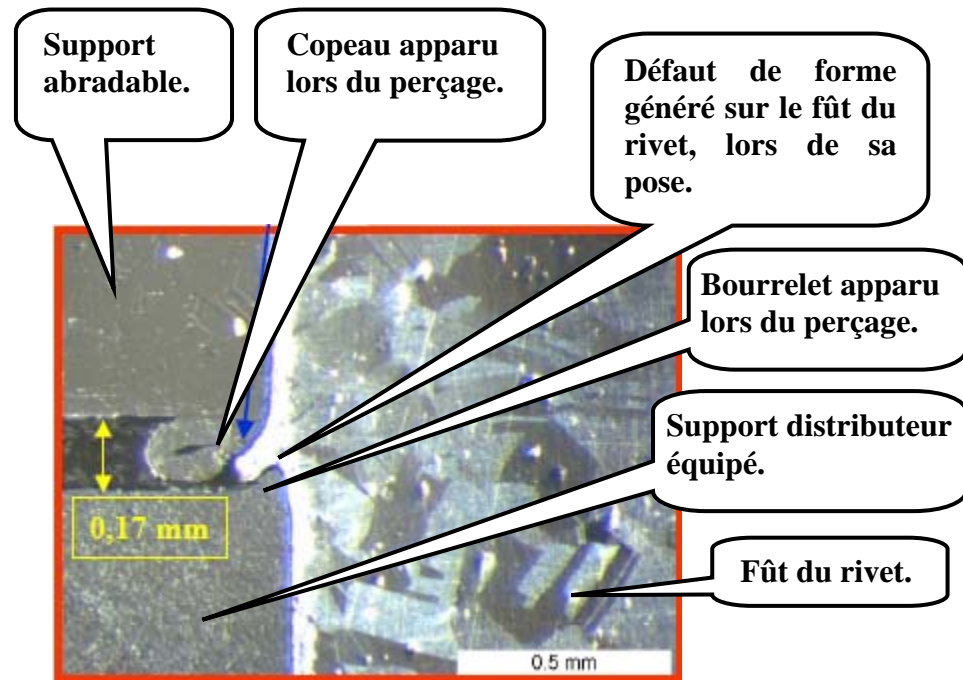 Support
abradable.
Copeau apparu
lors du perçage.
Défaut de forme
généré sur le fût du
rivet, lors de sa
pose.
Bourrelet apparu
lors du perçage.
Support distributeur
équipé.
0,17 mm
Fût du rivet.
0.5 mm